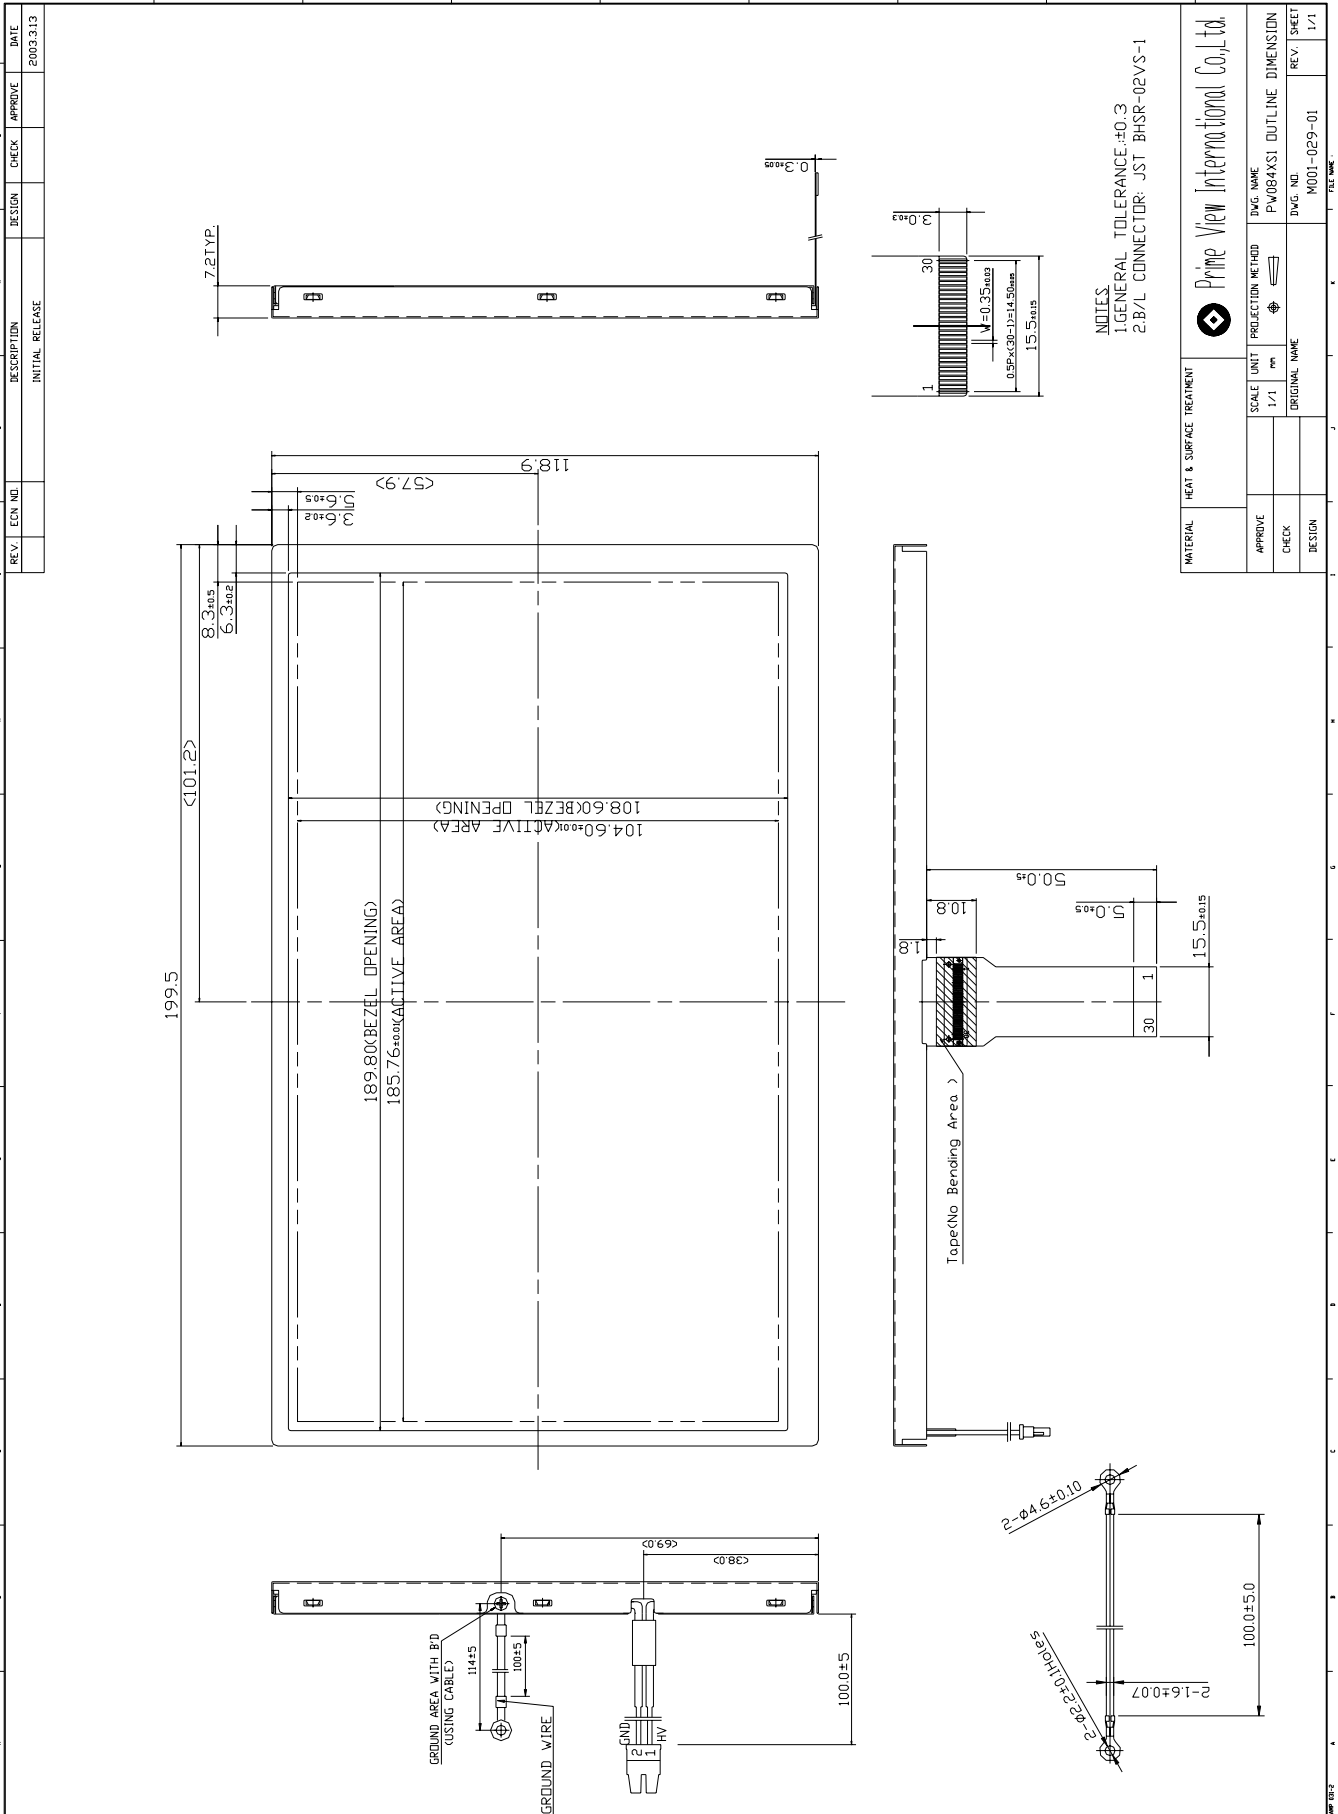 REV.
ECN NO.
DESCRIPTION
DESIGN
CHECK
APPROVE
DATE
INITIAL RELEASE
2003.3.13
199.5
<101.2>
8.3±0.5
6.3±0.2
3.6±0.2
5.6±0.5
<57.9>
118.9
189.80(BEZEL OPENING)
185.76±0.01(ACTIVE AREA)
108.60(BEZEL OPENING)
104.60±0.01(ACTIVE AREA)
7.2TYP.
0.3±0.05
GROUND AREA WITH B'D
(USING CABLE)
114±5
100±5
GROUND WIRE
<69.0>
<38.0>
GND
2
1
HV
100.0±5
1.8
10.8
50.0±5
5.0±0.5
15.5±0.15
30
1
Tape(No Bending Area )
1
30
3.0±0.3
W=0.35±0.03
0.5Px(30-1)=14.50±0.05
15.5±0.15
2-ø4.6±0.10
2-ø2.2±0.1Holes
2-1.6±0.07
100.0±5.0
NOTES
1.GENERAL TOLERANCE:±0.3
2.B/L CONNECTOR: JST BHSR-02VS-1
MATERIAL
HEAT & SURFACE TREATMENT
Prime View International Co.,Ltd.
APPROVE
CHECK
DESIGN
SCALE
1/1
UNIT
mm
PROJECTION METHOD
ORIGINAL NAME
DWG. NAME
PW084XS1 OUTLINE DIMENSION
DWG. NO.
M001-029-01
REV.
SHEET
1/1
FILE NAME :